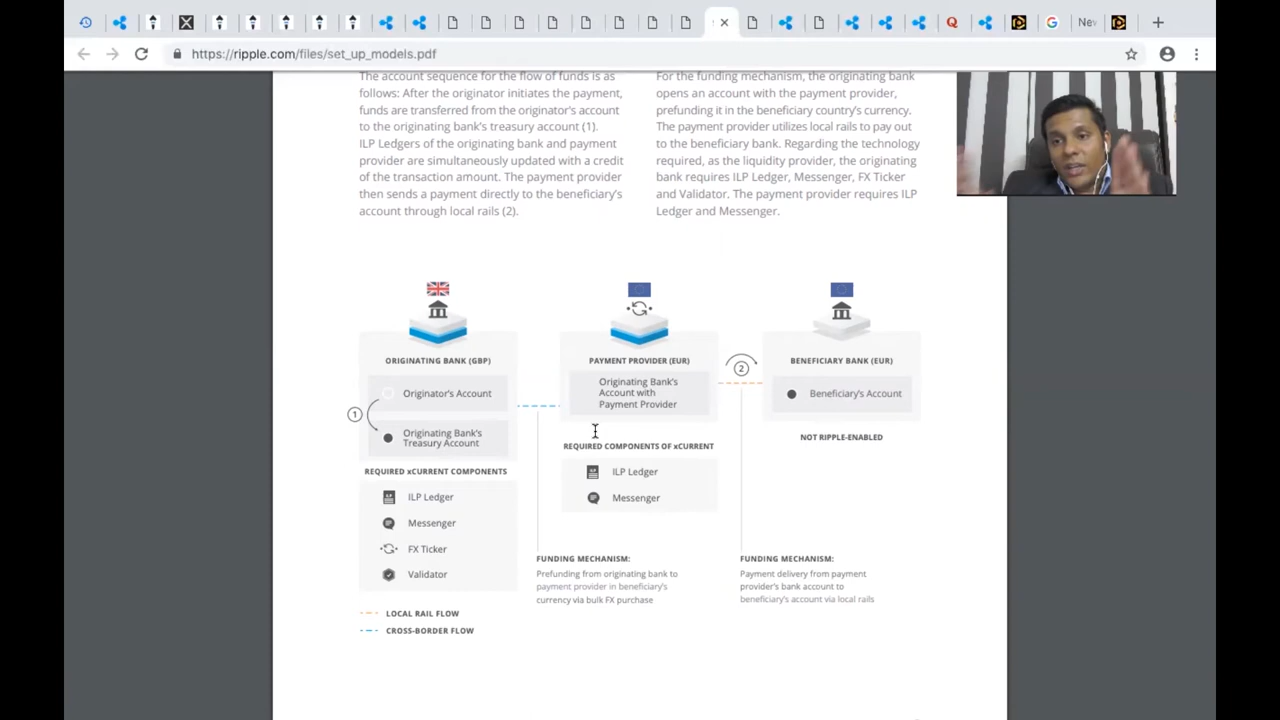 Nev
https://ripple.com/files/set_up_models.pdf
The account sequence for the flow of funds is as
follows: After the originator initiates the payment,
funds are transferred from the originator's account
to the originating bank's treasury account (1).
ILP Ledgers of the originating bank and payment
provider are simultaneously updated with a credit
of the transaction amount. The payment provider
then sends a payment directly to the beneficiary's
account through local rails (2).
For the funding mechanism, the originating bank
opens an account with the payment provider,
prefunding it in the beneficiary country's currency.
The payment provider utilizes local rails to pay out
to the beneficiary bank. Regarding the technology
required, as the liquidity provider, the originating
bank requires ILP Ledger, Messenger, FX Ticker
and Validator. The payment provider requires ILP
Ledger and Messenger.
ORIGINATING BANK (GBP)
Originator's Account
1
Originating Bank's
Treasury Account
REQUIRED xCURRENT COMPONENTS
ILP Ledger
Messenger
FX Ticker
Validator
PAYMENT PROVIDER (EUR)
Originating Bank's
Account with
Payment Provider
REQUIRED COMPONENTS OF xCURRENT
ILP Ledger
Messenger
2
BENEFICIARY BANK (EUR)
Beneficiary's Account
NOT RIPPLE-ENABLED
FUNDING MECHANISM:
Prefunding from originating bank to
payment provider in beneficiary's
currency via bulk FX purchase
FUNDING MECHANISM:
Payment delivery from payment
provider's bank account to
beneficiary's account via local rails
LOCAL RAIL FLOW
CROSS-BORDER FLOW